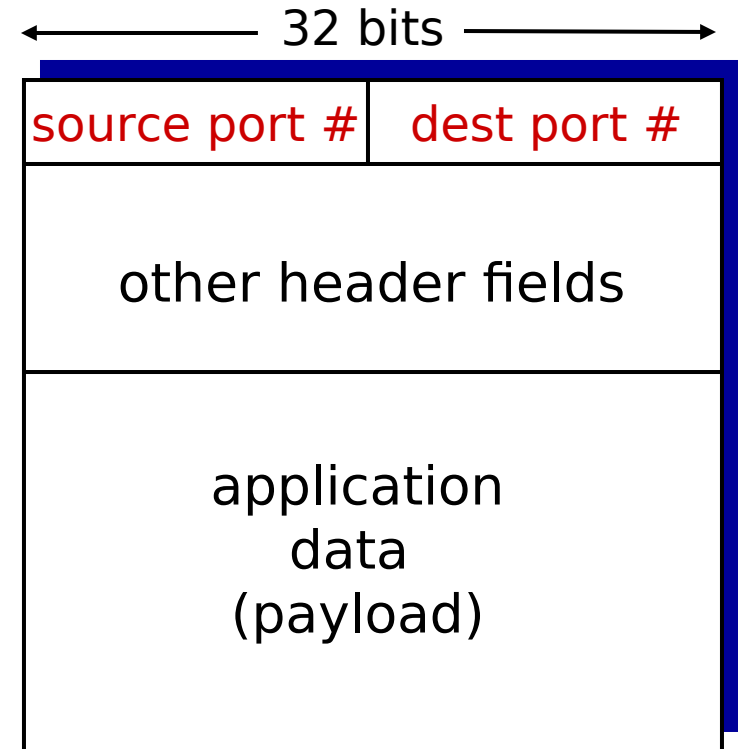 32 bits
source port # dest port #
other header fields
application
data
(payload)